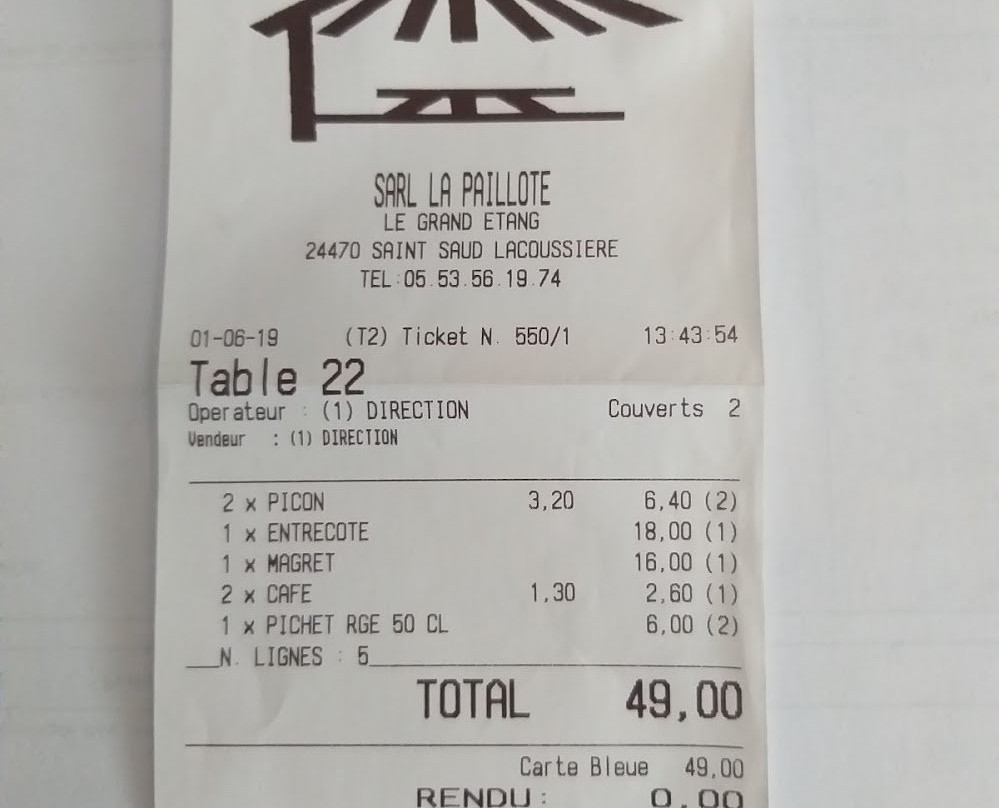 SARL LA PAILLOTE
LE GRAND ETANG
24470 SAINT SAUD LACOUSSIERE
TEL:05.53.56.19.74
01-06-19 (T2) Ticket N. 550/1 13:43:54
Table 22
Operateur : (1) DIRECTION Couverts 2
Vendeur : (1) DIRECTION
2 x PICON 3,20 6,40 (2)
1 x ENTRECOTE 18,00 (1)
1 x MAGRET 16,00 (1)
2 x CAFE 1,30 2,60 (1)
1 x PICHET RGE 50 CL 6,00 (2)
N. LIGNES : 5
TOTAL 49,00
Carte Bleue 49,00
RENDU: 0,00